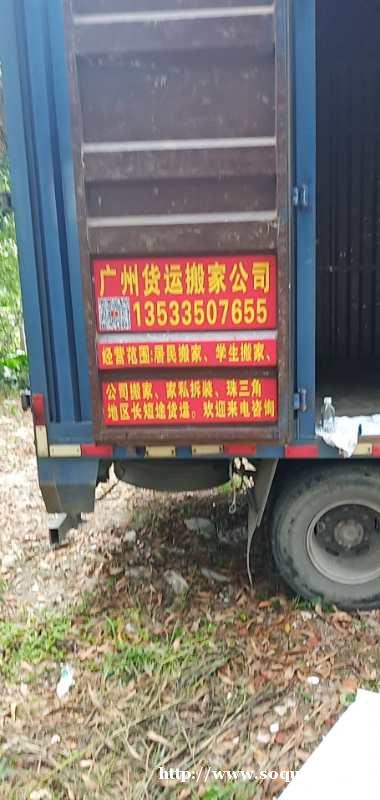 广州货运搬家公司
13533507655
经营范围:居民搬家、学生搬家、
公司搬家、家私拆装、珠三角
地区长短途货运。欢迎来电咨询
http://www.soqu